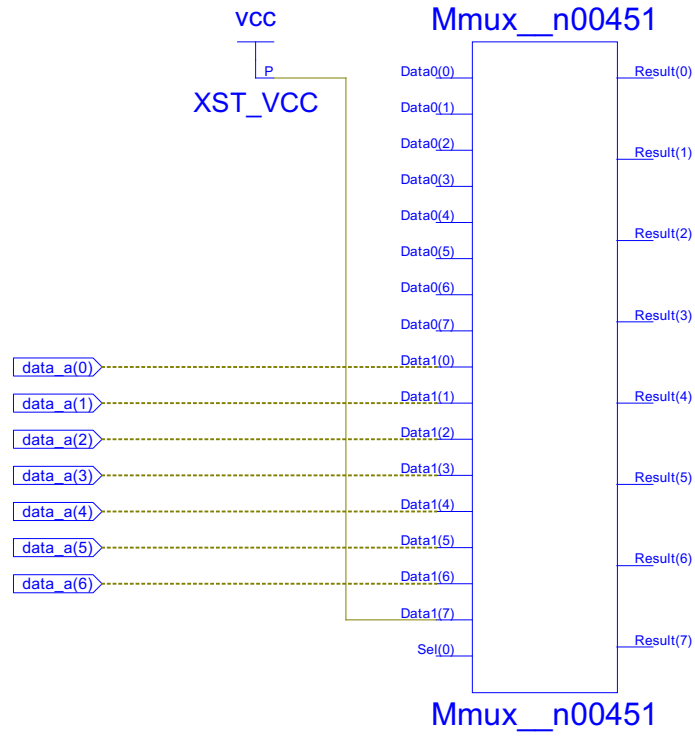 vcc
P
XST_VCC
Mmux__n00451
Data0(0)
Data0(1)
Data0(2)
Data0(3)
Data0(4)
Data0(5)
Data0(6)
Data0(7)
data_a(0) Data1(0)
data_a(1) Data1(1)
data_a(2) Data1(2)
data_a(3) Data1(3)
data_a(4) Data1(4)
data_a(5) Data1(5)
data_a(6) Data1(6)
Data1(7)
Sel(0)
Result(0)
Result(1)
Result(2)
Result(3)
Result(4)
Result(5)
Result(6)
Result(7)
Mmux__n00451